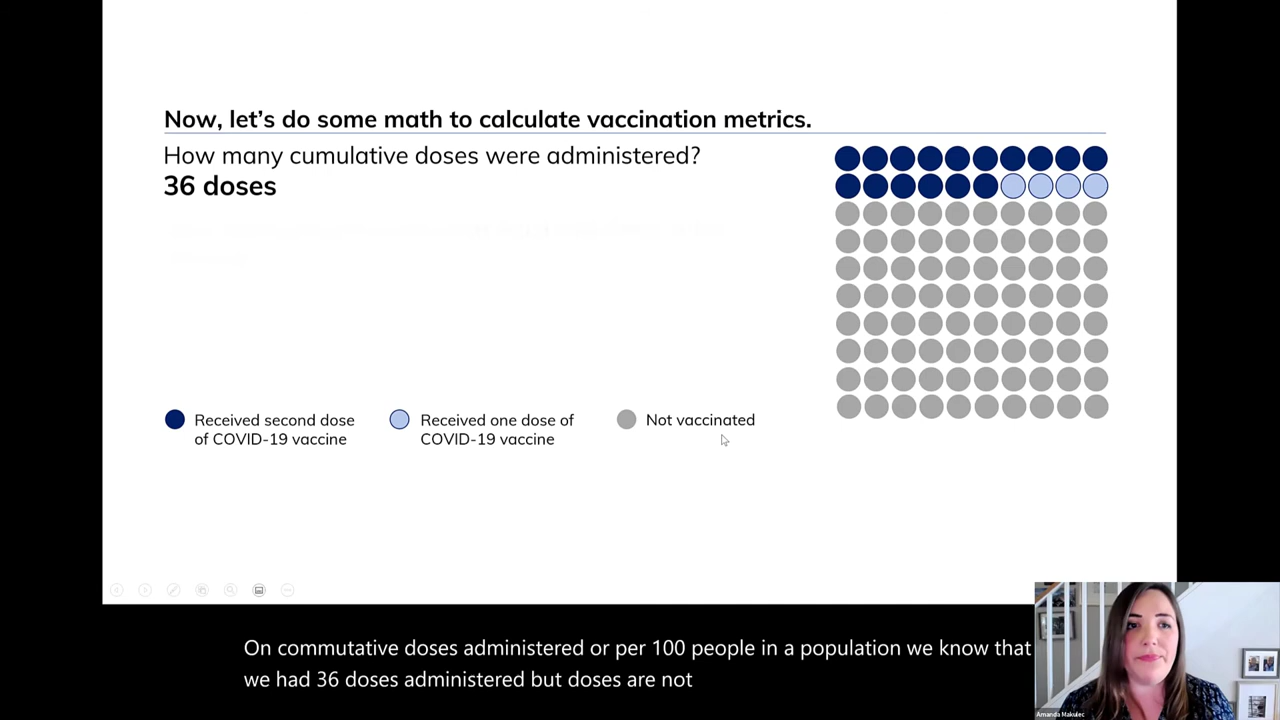 Now, let's do some math to calculate vaccination metrics.
How many cumulative doses were administered?
36 doses
Received second dose
of COVID-19 vaccine
Received one dose of
COVID-19 vaccine
Not vaccinated
On commutative doses administered or per 100 people in a population we know that
we had 36 doses administered but doses are not
Amanda Makulec